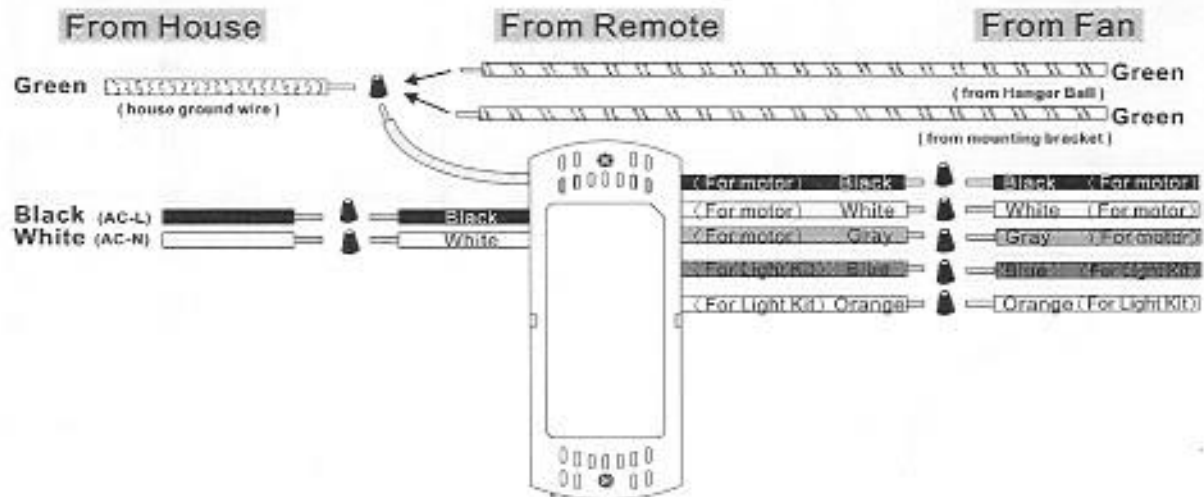 From House From Remote From Fan
Green Green
( house ground wire ) ( from Hanger Ball )
Green
( from mounting bracket )
(For motor) Black Black (For motor)
Black (AC-L) Black (For motor) White White (For motor)
White (AC-N) White (For motor) Gray Gray (For motor)
(For Light Kit) Blue Blue (For Light Kit)
(For Light Kit) Orange Orange (For Light Kit)